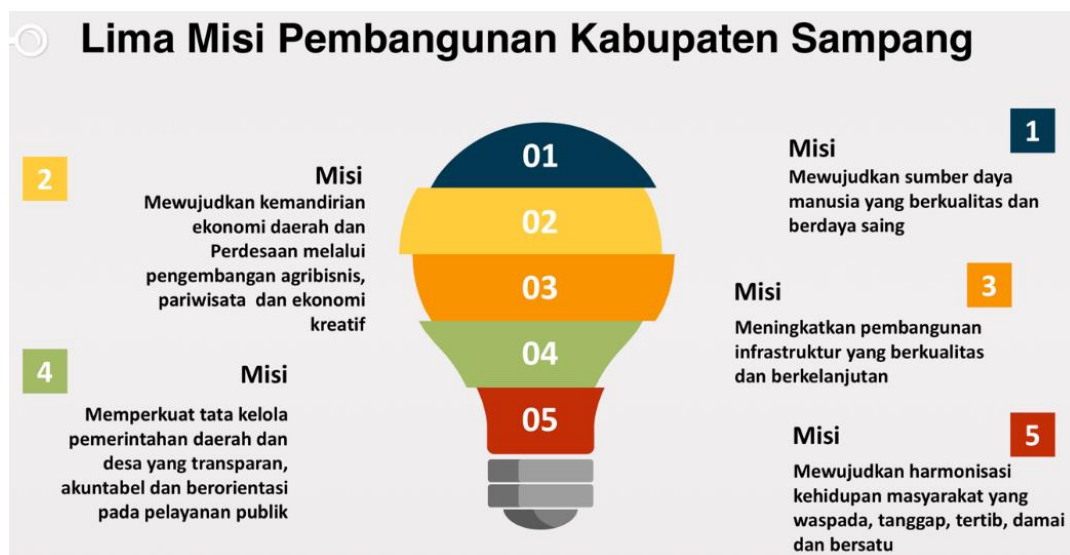 Lima Misi Pembangunan Kabupaten Sampang
01
02
03
04
05
1
Misi
Mewujudkan sumber daya
manusia yang berkualitas dan
berdaya saing
2
Misi
Mewujudkan kemandirian
ekonomi daerah dan
Perdesaan melalui
pengembangan agribisnis,
pariwisata dan ekonomi
kreatif
3
Misi
Meningkatkan pembangunan
infrastruktur yang berkualitas
dan berkelanjutan
4
Misi
Memperkuat tata kelola
pemerintahan daerah dan
desa yang transparan,
akuntabel dan berorientasi
pada pelayanan publik
5
Misi
Mewujudkan harmonisasi
kehidupan masyarakat yang
waspada, tanggap, tertib, damai
dan bersatu